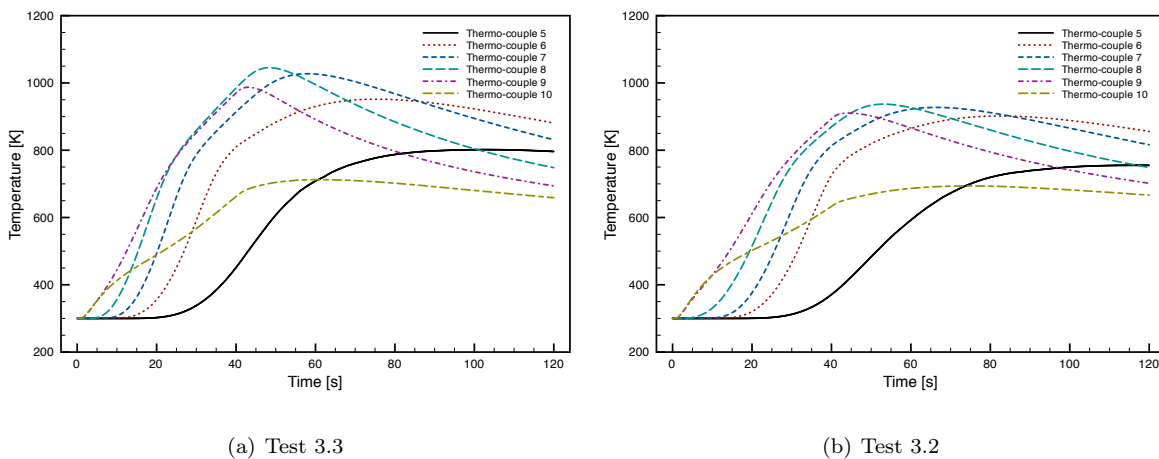 1200
1000
800
600
400
200
Temperature [K]
0 20 40 60 80 100 120
Time [s]
Thermo-couple 5
Thermo-couple 6
Thermo-couple 7
Thermo-couple 8
Thermo-couple 9
Thermo-couple 10
(a) Test 3.3
1200
1000
800
600
400
200
Temperature [K]
0 20 40 60 80 100 120
Time [s]
Thermo-couple 5
Thermo-couple 6
Thermo-couple 7
Thermo-couple 8
Thermo-couple 9
Thermo-couple 10
(b) Test 3.2